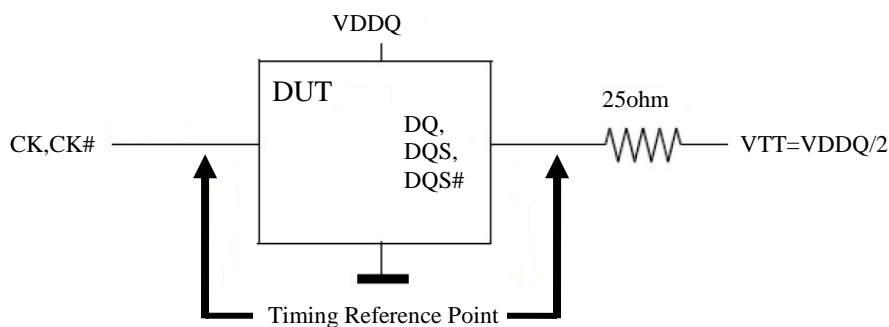 VDDQ
DUT
25ohm
CK,CK#
DQ,
DQS,
DQS#
VTT=VDDQ/2
Timing Reference Point